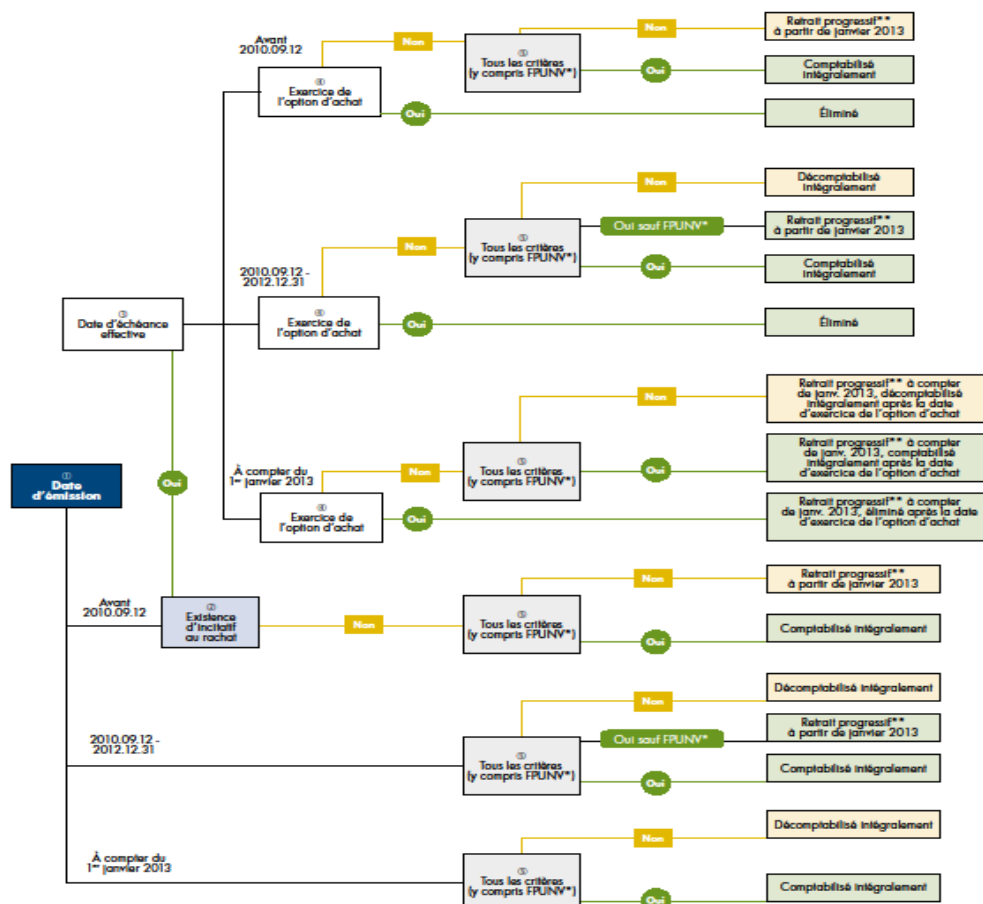 Avant
2010.09.12
④
Exercice de
l'option d'achat
Non
Oui
⑤
Tous les critères
(y compris FPUNV*)
Non
Oui
Retrait progressif**
à partir de janvier 2013
Comptabilisé
intégralement
Éliminé
2010.09.12 -
2012.12.31
④
Exercice de
l'option d'achat
Non
Oui
⑤
Tous les critères
(y compris FPUNV*)
Non
Oui sauf FPUNV*
Oui
Décomptabilisé
intégralement
Retrait progressif**
à partir de janvier 2013
Comptabilisé
intégralement
Éliminé
③
Date d'échéance
effective
À compter du
1er janvier 2013
④
Exercice de
l'option d'achat
Non
Oui
⑤
Tous les critères
(y compris FPUNV*)
Non
Oui
Retrait progressif** à compter
de janv. 2013, décomptabilisé
intégralement après la date
d'exercice de l'option d'achat
Retrait progressif** à compter
de janv. 2013, comptabilisé
intégralement après la date
d'exercice de l'option d'achat
Retrait progressif** à compter
de janv. 2013, éliminé après la date
d'exercice de l'option d'achat
①
Date
d'émission
Oui
Avant
2010.09.12
②
Existence
d'incitatif
au rachat
Non
⑤
Tous les critères
(y compris FPUNV*)
Non
Oui
Retrait progressif**
à partir de janvier 2013
Comptabilisé intégralement
2010.09.12 -
2012.12.31
⑤
Tous les critères
(y compris FPUNV*)
Non
Oui sauf FPUNV*
Oui
Décomptabilisé intégralement
Retrait progressif**
à partir de janvier 2013
Comptabilisé intégralement
À compter du
1er janvier 2013
⑤
Tous les critères
(y compris FPUNV*)
Non
Oui
Décomptabilisé intégralement
Comptabilisé intégralement